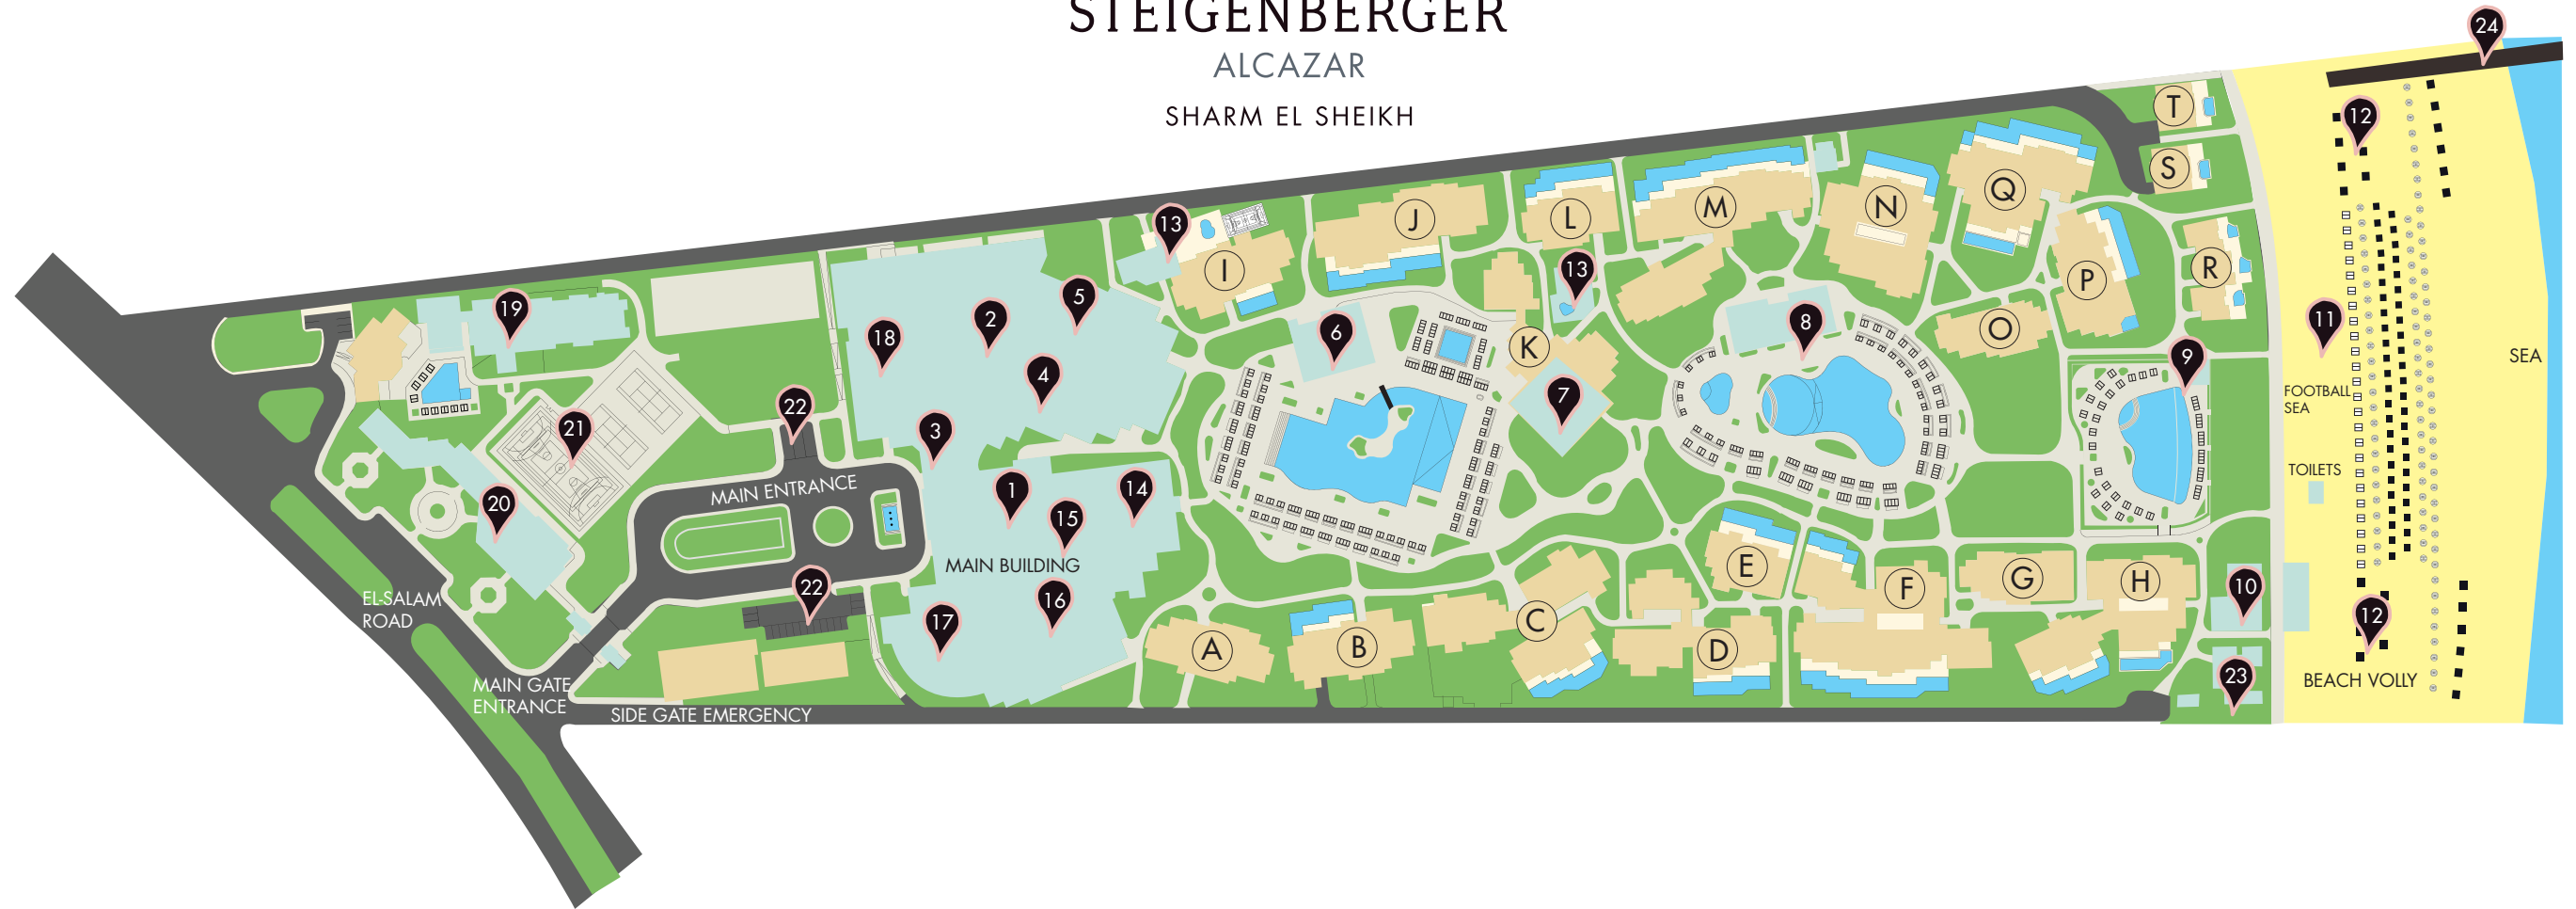 STEIGENBERGER
ALCAZAR
SHARM EL SHEIKH
24
T
12
S
Q
N
M
L
J
13
I
R
P
13
5
2
19
18
6
8
11
O
K
9
SEA
4
FOOTBALL
SEA
22
7
21
3
MAIN ENTRANCE
TOILETS
20
1
14
15
MAIN BUILDING
E
G
H
F
10
EL-SALAM
ROAD
22
16
17
A
B
C
D
12
MAIN GATE
ENTRANCE
23
BEACH VOLLY
SIDE GATE EMERGENCY